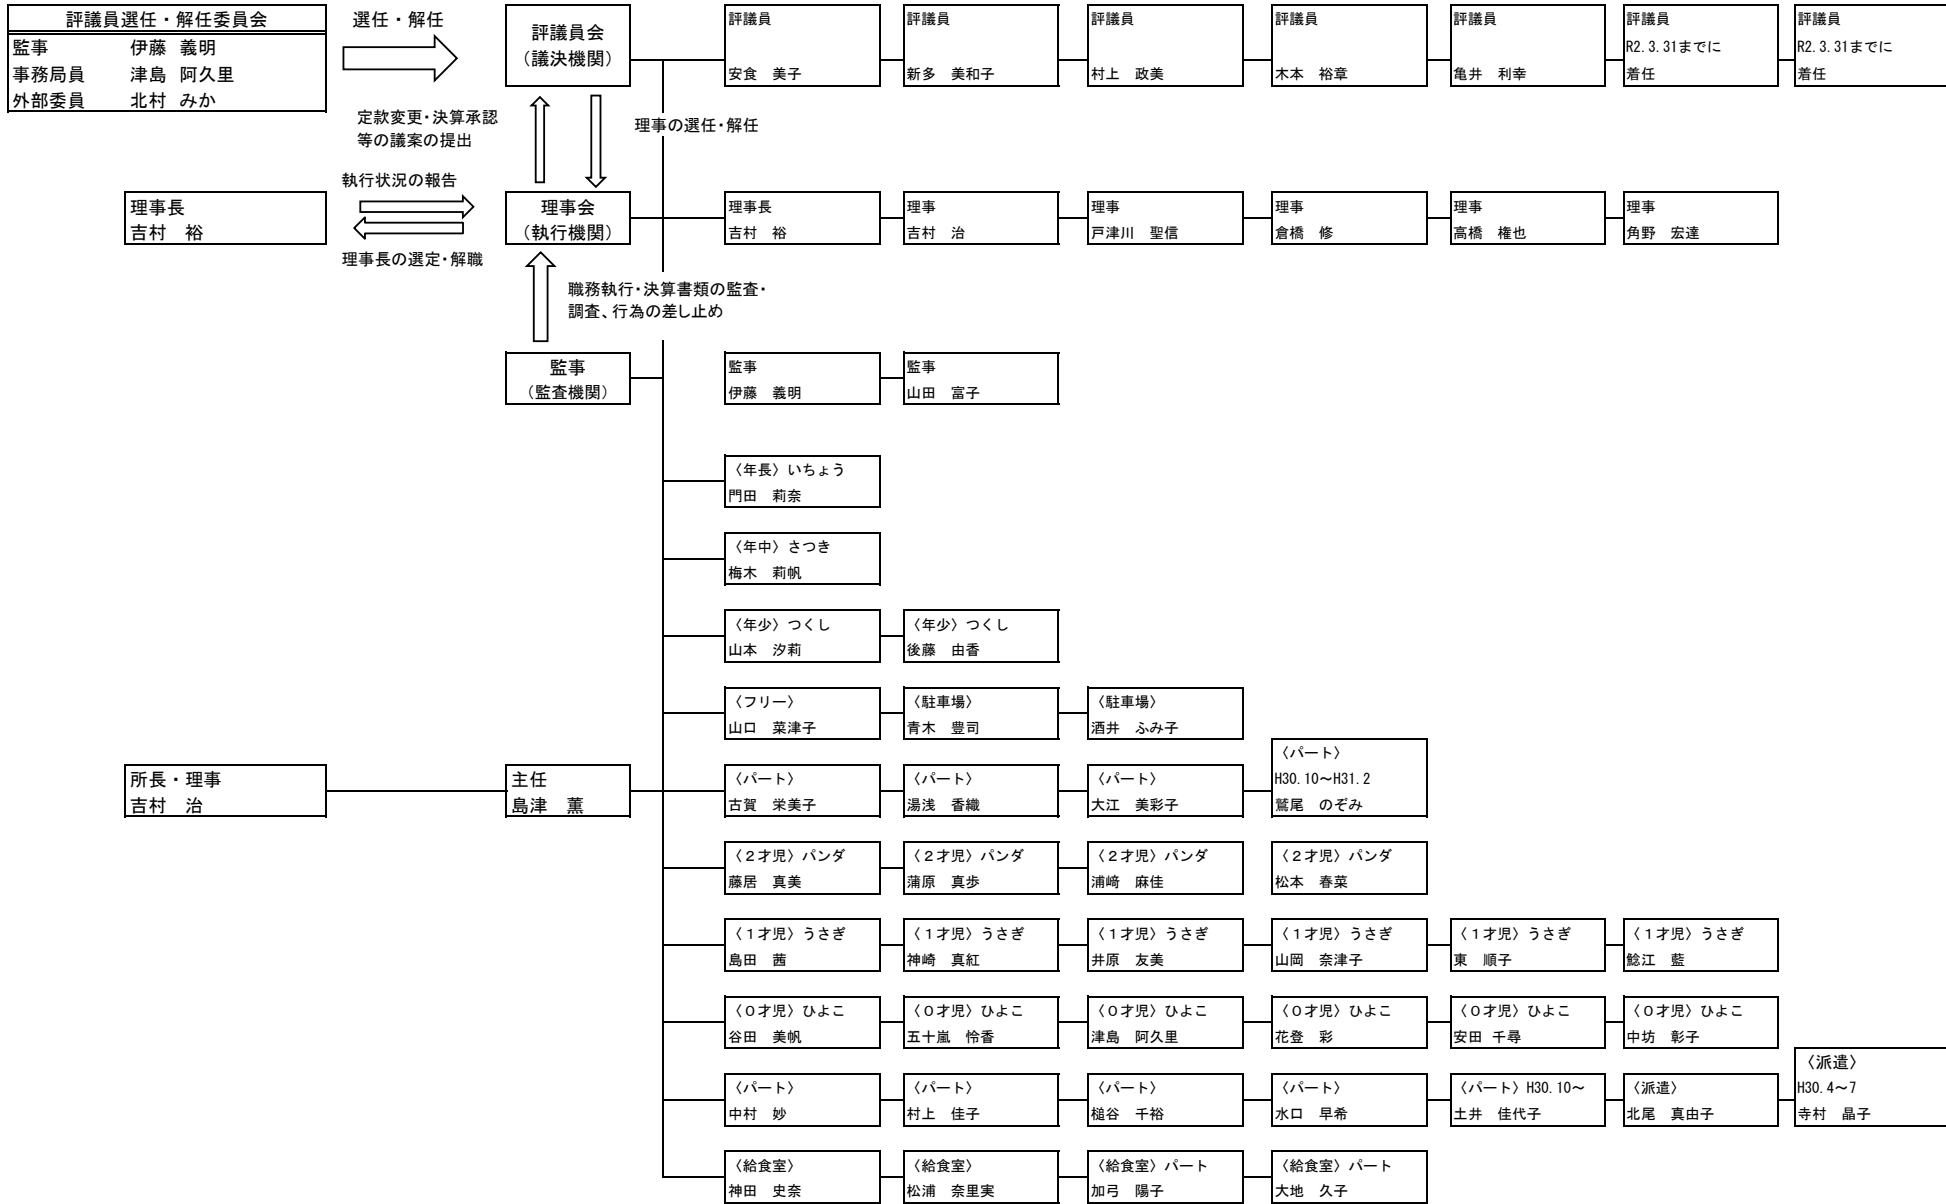 評議員選任・解任委員会
監事 伊藤 義明
事務局員 津島 阿久里
外部委員 北村 みか
選任・解任
評議員会
（議決機関）
評議員
安食 美子
評議員
新多 美和子
評議員
村上 政美
評議員
木本 裕章
評議員
亀井 利幸
評議員
R2.3.31までに
着任
評議員
R2.3.31までに
着任
定款変更・決算承認
等の議案の提出
理事の選任・解任
執行状況の報告
理事長
吉村 裕
理事長の選定・解職
理事会
（執行機関）
理事長
吉村 裕
理事
吉村 治
理事
戸津川 聖信
理事
倉橋 修
理事
高橋 権也
理事
角野 宏達
職務執行・決算書類の監査・
調査、行為の差し止め
監事
（監査機関）
監事
伊藤 義明
監事
山田 富子
〈年長〉いちょう
門田 莉奈
〈年中〉さつき
梅木 莉帆
〈年少〉つくし
山本 汐莉
〈年少〉つくし
後藤 由香
〈フリー〉
山口 菜津子
〈駐車場〉
青木 豊司
〈駐車場〉
酒井 ふみ子
所長・理事
吉村 治
主任
島津 薫
〈パート〉
古賀 栄美子
〈パート〉
湯浅 香織
〈パート〉
大江 美彩子
〈パート〉
H30.10～H31.2
鷲尾 のぞみ
〈２才児〉パンダ
藤居 真美
〈２才児〉パンダ
蒲原 真歩
〈２才児〉パンダ
浦﨑 麻佳
〈２才児〉パンダ
松本 春菜
〈１才児〉うさぎ
島田 茜
〈１才児〉うさぎ
神崎 真紅
〈１才児〉うさぎ
井原 友美
〈１才児〉うさぎ
山岡 奈津子
〈１才児〉うさぎ
東 順子
〈１才児〉うさぎ
鯰江 藍
〈０才児〉ひよこ
谷田 美帆
〈０才児〉ひよこ
五十嵐 怜香
〈０才児〉ひよこ
津島 阿久里
〈０才児〉ひよこ
花登 彩
〈０才児〉ひよこ
安田 千尋
〈０才児〉ひよこ
中坊 彰子
〈パート〉
中村 妙
〈パート〉
村上 佳子
〈パート〉
槌谷 千裕
〈パート〉
水口 早希
〈パート〉H30.10～
土井 佳代子
〈派遣〉
北尾 真由子
〈派遣〉
H30.4～7
寺村 晶子
〈給食室〉
神田 史奈
〈給食室〉
松浦 奈里実
〈給食室〉パート
加弓 陽子
〈給食室〉パート
大地 久子